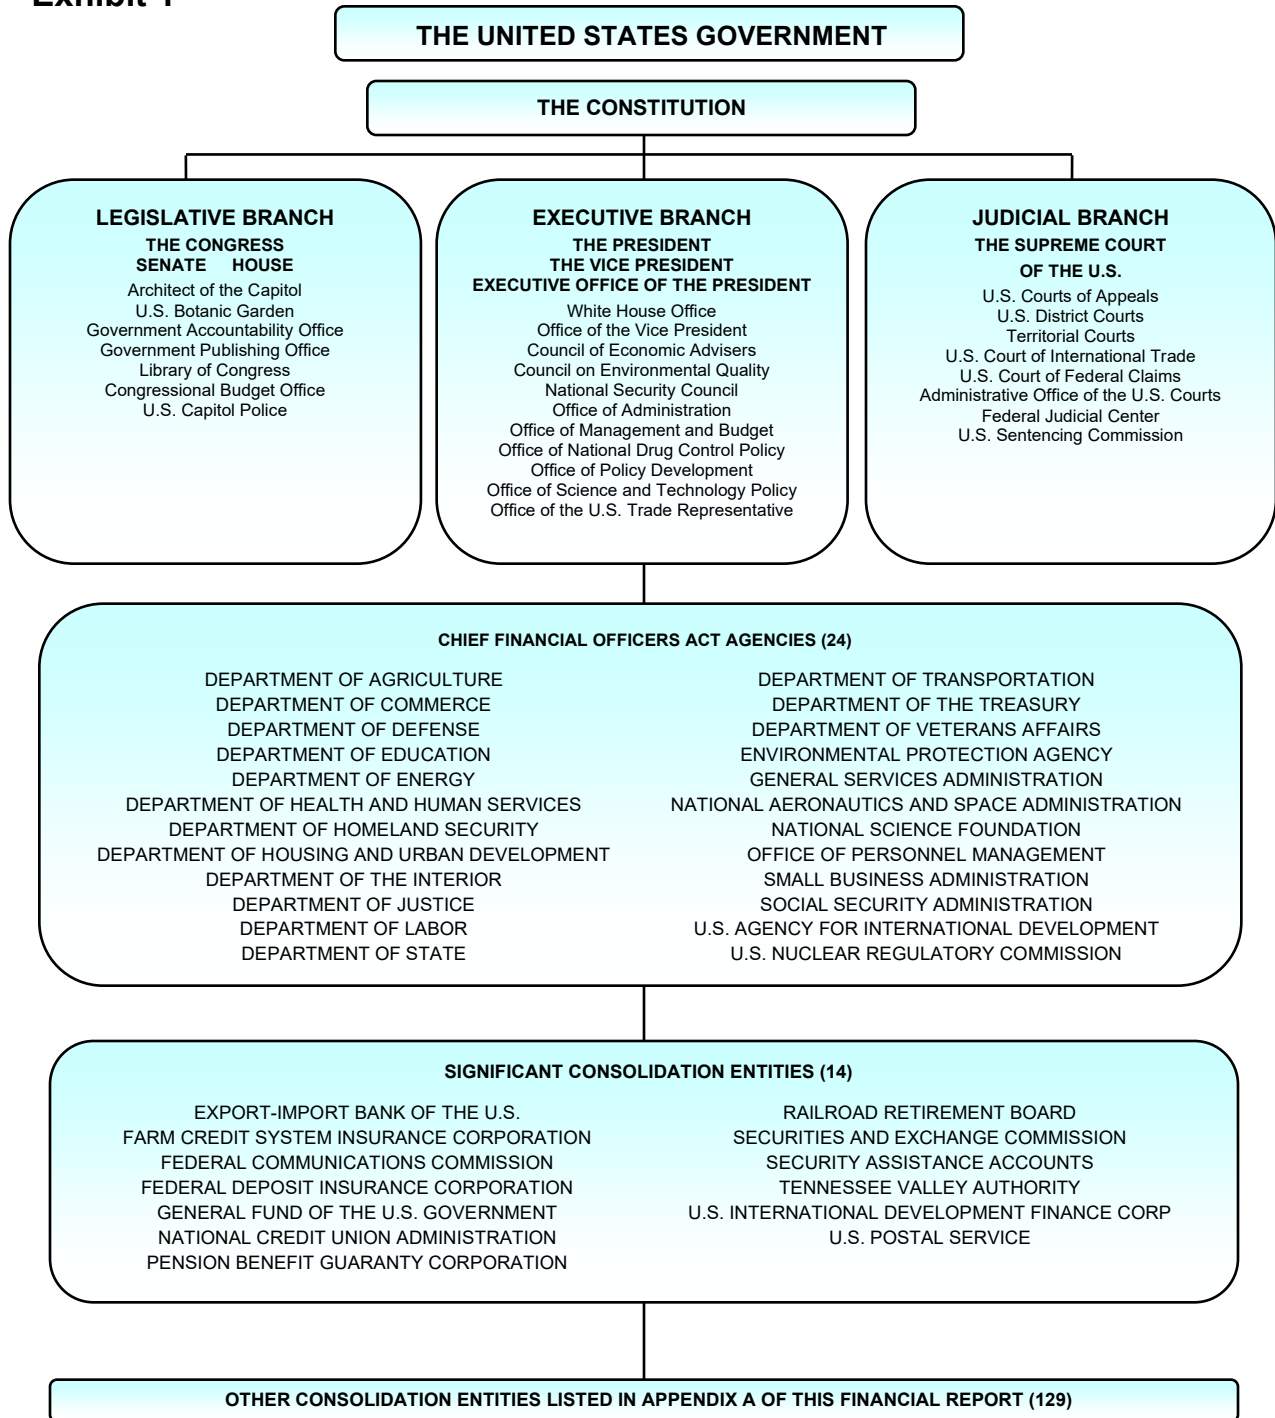 Exhibit 1
THE UNITED STATES GOVERNMENT
THE CONSTITUTION
LEGISLATIVE BRANCH
THE CONGRESS
SENATE HOUSE
Architect of the Capitol
U.S. Botanic Garden
Government Accountability Office
Government Publishing Office
Library of Congress
Congressional Budget Office
U.S. Capitol Police
EXECUTIVE BRANCH
THE PRESIDENT
THE VICE PRESIDENT
EXECUTIVE OFFICE OF THE PRESIDENT
White House Office
Office of the Vice President
Council of Economic Advisers
Council on Environmental Quality
National Security Council
Office of Administration
Office of Management and Budget
Office of National Drug Control Policy
Office of Policy Development
Office of Science and Technology Policy
Office of the U.S. Trade Representative
JUDICIAL BRANCH
THE SUPREME COURT
OF THE U.S.
U.S. Courts of Appeals
U.S. District Courts
Territorial Courts
U.S. Court of International Trade
U.S. Court of Federal Claims
Administrative Office of the U.S. Courts
Federal Judicial Center
U.S. Sentencing Commission
CHIEF FINANCIAL OFFICERS ACT AGENCIES (24)
DEPARTMENT OF AGRICULTURE
DEPARTMENT OF COMMERCE
DEPARTMENT OF DEFENSE
DEPARTMENT OF EDUCATION
DEPARTMENT OF ENERGY
DEPARTMENT OF HEALTH AND HUMAN SERVICES
DEPARTMENT OF HOMELAND SECURITY
DEPARTMENT OF HOUSING AND URBAN DEVELOPMENT
DEPARTMENT OF THE INTERIOR
DEPARTMENT OF JUSTICE
DEPARTMENT OF LABOR
DEPARTMENT OF STATE
DEPARTMENT OF TRANSPORTATION
DEPARTMENT OF THE TREASURY
DEPARTMENT OF VETERANS AFFAIRS
ENVIRONMENTAL PROTECTION AGENCY
GENERAL SERVICES ADMINISTRATION
NATIONAL AERONAUTICS AND SPACE ADMINISTRATION
NATIONAL SCIENCE FOUNDATION
OFFICE OF PERSONNEL MANAGEMENT
SMALL BUSINESS ADMINISTRATION
SOCIAL SECURITY ADMINISTRATION
U.S. AGENCY FOR INTERNATIONAL DEVELOPMENT
U.S. NUCLEAR REGULATORY COMMISSION
SIGNIFICANT CONSOLIDATION ENTITIES (14)
EXPORT-IMPORT BANK OF THE U.S.
FARM CREDIT SYSTEM INSURANCE CORPORATION
FEDERAL COMMUNICATIONS COMMISSION
FEDERAL DEPOSIT INSURANCE CORPORATION
GENERAL FUND OF THE U.S. GOVERNMENT
NATIONAL CREDIT UNION ADMINISTRATION
PENSION BENEFIT GUARANTY CORPORATION
RAILROAD RETIREMENT BOARD
SECURITIES AND EXCHANGE COMMISSION
SECURITY ASSISTANCE ACCOUNTS
TENNESSEE VALLEY AUTHORITY
U.S. INTERNATIONAL DEVELOPMENT FINANCE CORP
U.S. POSTAL SERVICE
OTHER CONSOLIDATION ENTITIES LISTED IN APPENDIX A OF THIS FINANCIAL REPORT (129)